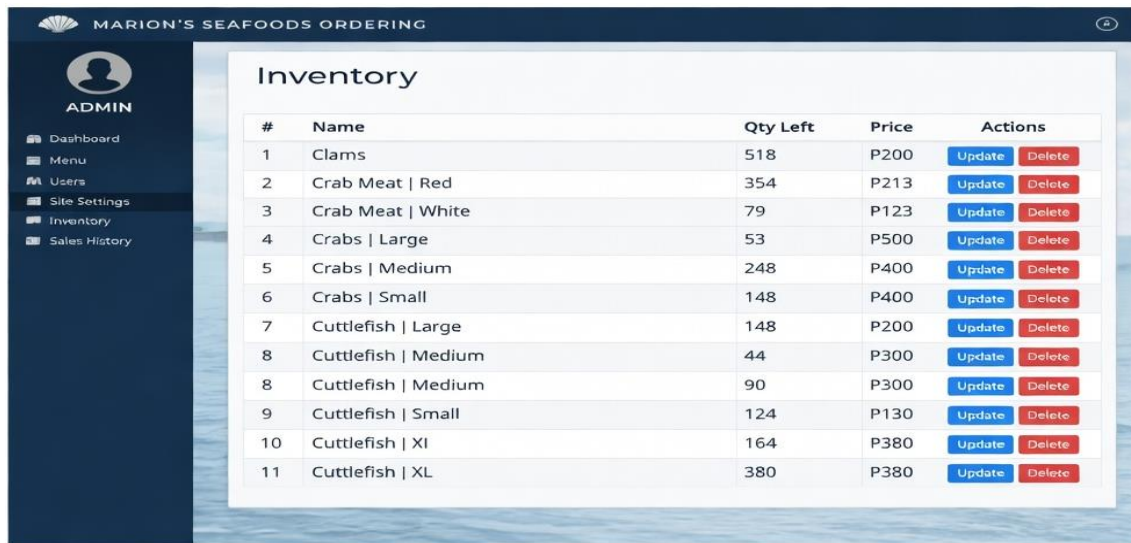 MARION'S SEAFOODS ORDERING
ADMIN
Dashboard
Menu
Users
Site Settings
Inventory
Sales History
Inventory
# Name Qty Left Price Actions
1 Clams 518 P200 Update Delete
2 Crab Meat | Red 354 P213 Update Delete
3 Crab Meat | White 79 P123 Update Delete
4 Crabs | Large 53 P500 Update Delete
5 Crabs | Medium 248 P400 Update Delete
6 Crabs | Small 148 P400 Update Delete
7 Cuttlefish | Large 148 P200 Update Delete
8 Cuttlefish | Medium 44 P300 Update Delete
8 Cuttlefish | Medium 90 P300 Update Delete
9 Cuttlefish | Small 124 P130 Update Delete
10 Cuttlefish | XI 164 P380 Update Delete
11 Cuttlefish | XL 380 P380 Update Delete